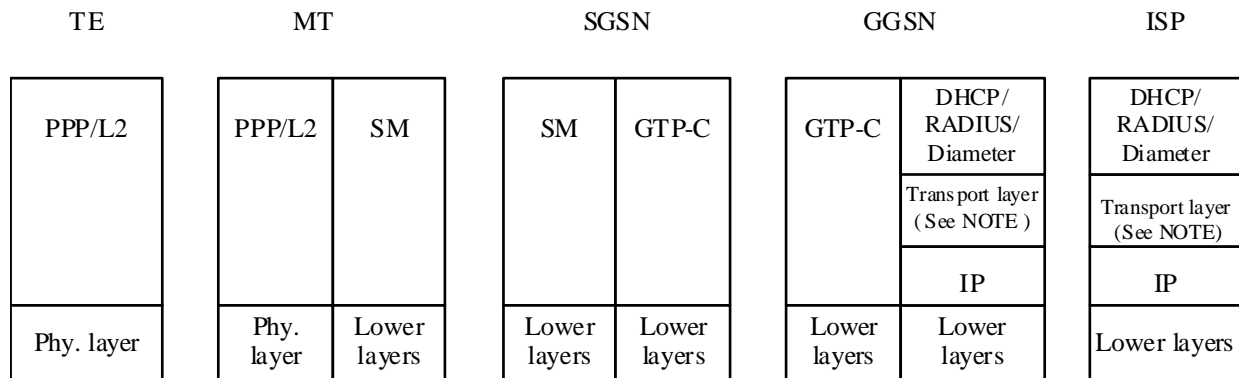 TE MT SGSN GGSN ISP
PPP/L2
PPP/L2
SM
SM
GTP-C
GTP-C
DHCP/
RADIUS/
Diameter
Transport layer
( See NOTE )
IP
DHCP/
RADIUS/
Diameter
Transport layer
(See NOTE)
IP
Phy. layer
Phy.
layer
Lower
layers
Lower
layers
Lower
layers
Lower
layers
Lower
layers
Lower layers